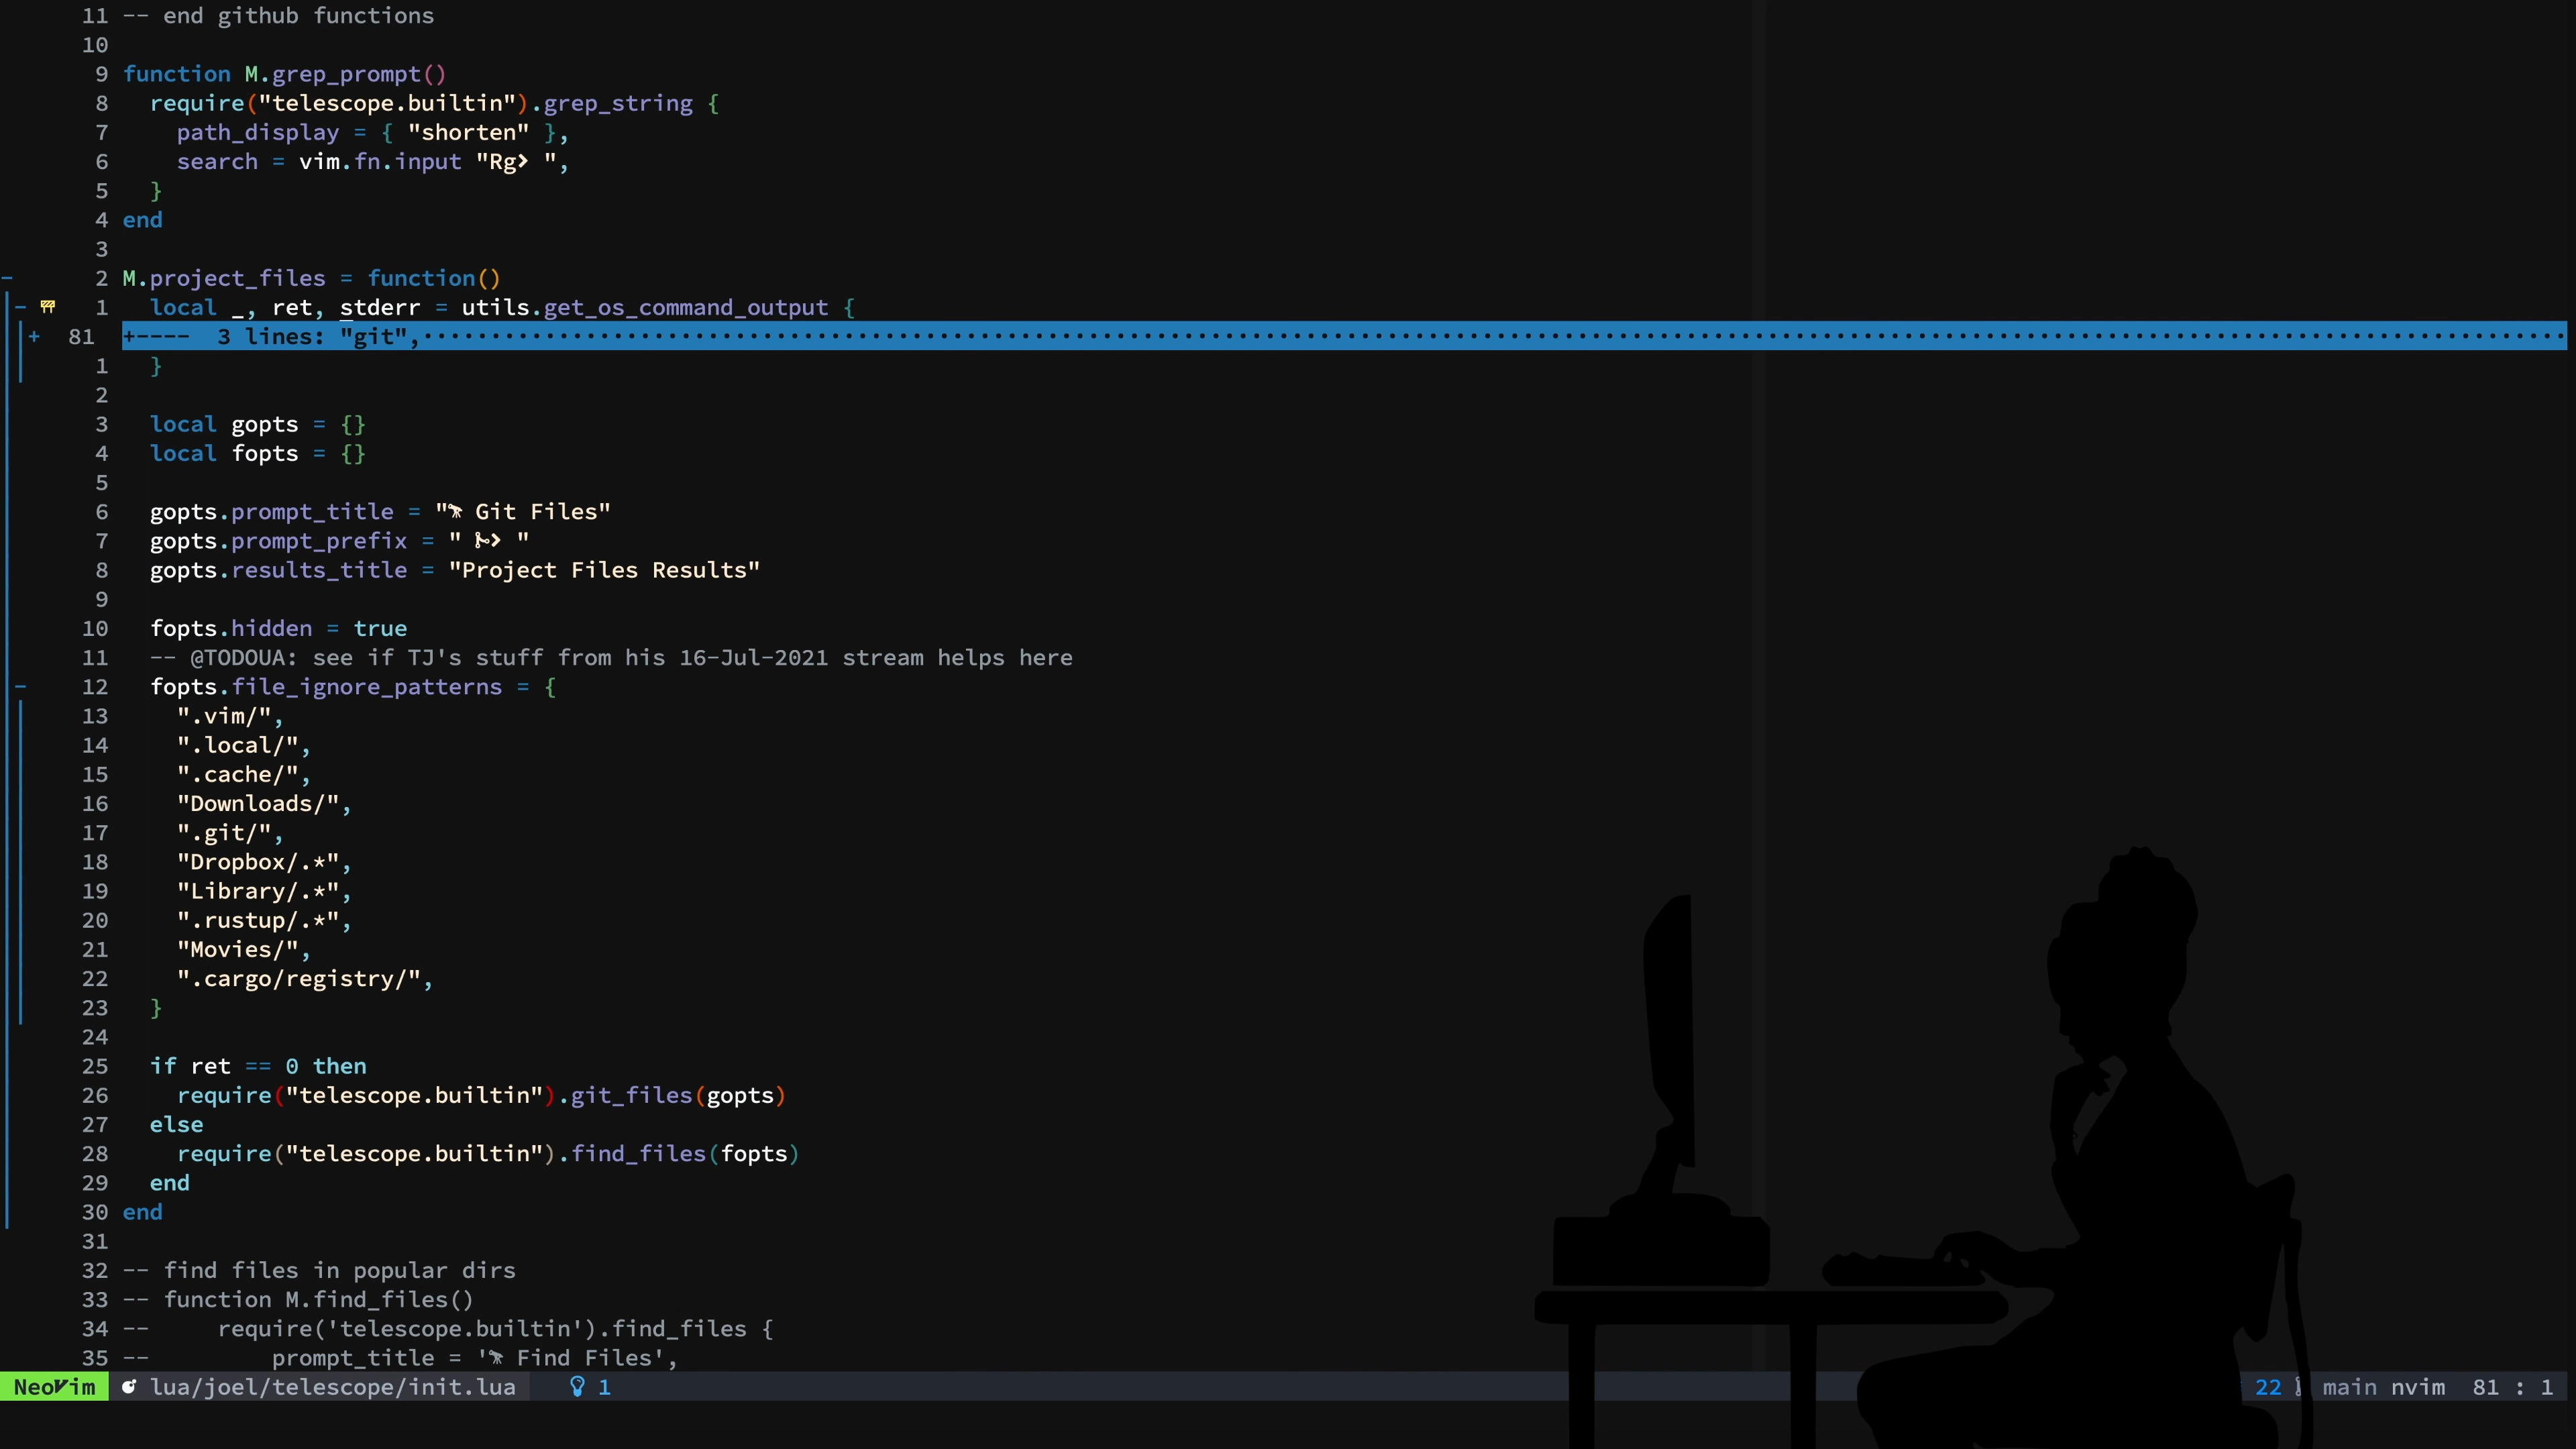 11 -- end github functions
10
9 function M.grep_prompt()
8 require("telescope.builtin").grep_string {
7 path_display = { "shorten" },
6 search = vim.fn.input "Rg> ",
5 }
4 end
3
2 M.project_files = function()
1 local _, ret, stderr = utils.get_os_command_output {
81 +---- 3 lines: "git",·······························································································
1 }
2
3 local gopts = {}
4 local fopts = {}
5
6 gopts.prompt_title = " Git Files"
7 gopts.prompt_prefix = " > "
8 gopts.results_title = "Project Files Results"
9
10 fopts.hidden = true
11 -- @TODOUA: see if TJ's stuff from his 16-Jul-2021 stream helps here
12 fopts.file_ignore_patterns = {
13 ".vim/",
14 ".local/",
15 ".cache/",
16 "Downloads/",
17 ".git/",
18 "Dropbox/.*",
19 "Library/.*",
20 ".rustup/.*",
21 "Movies/",
22 ".cargo/registry/",
23 }
24
25 if ret == 0 then
26 require("telescope.builtin").git_files(gopts)
27 else
28 require("telescope.builtin").find_files(fopts)
29 end
30 end
31
32 -- find files in popular dirs
33 -- function M.find_files()
34 -- require('telescope.builtin').find_files {
35 -- prompt_title = ' Find Files',
NeoVim lua/joel/telescope/init.lua 1 22 main nvim 81 : 1